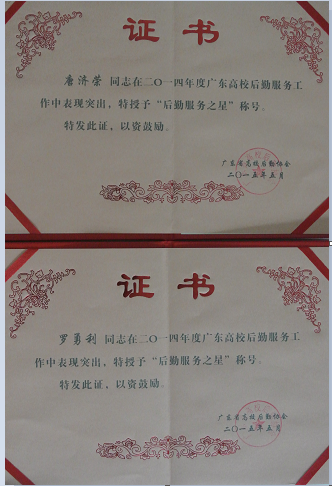 证书
唐济荣 同志在二〇一四年度广东高校后勤服务工
作中表现突出，特授予“后勤服务之星”称号。
特发此证，以资鼓励。
广东省高校后勤协会
二〇一五年五月
证书
罗勇利 同志在二〇一四年度广东高校后勤服务工
作中表现突出，特授予“后勤服务之星”称号。
特发此证，以资鼓励。
广东省高校后勤协会
二〇一五年五月